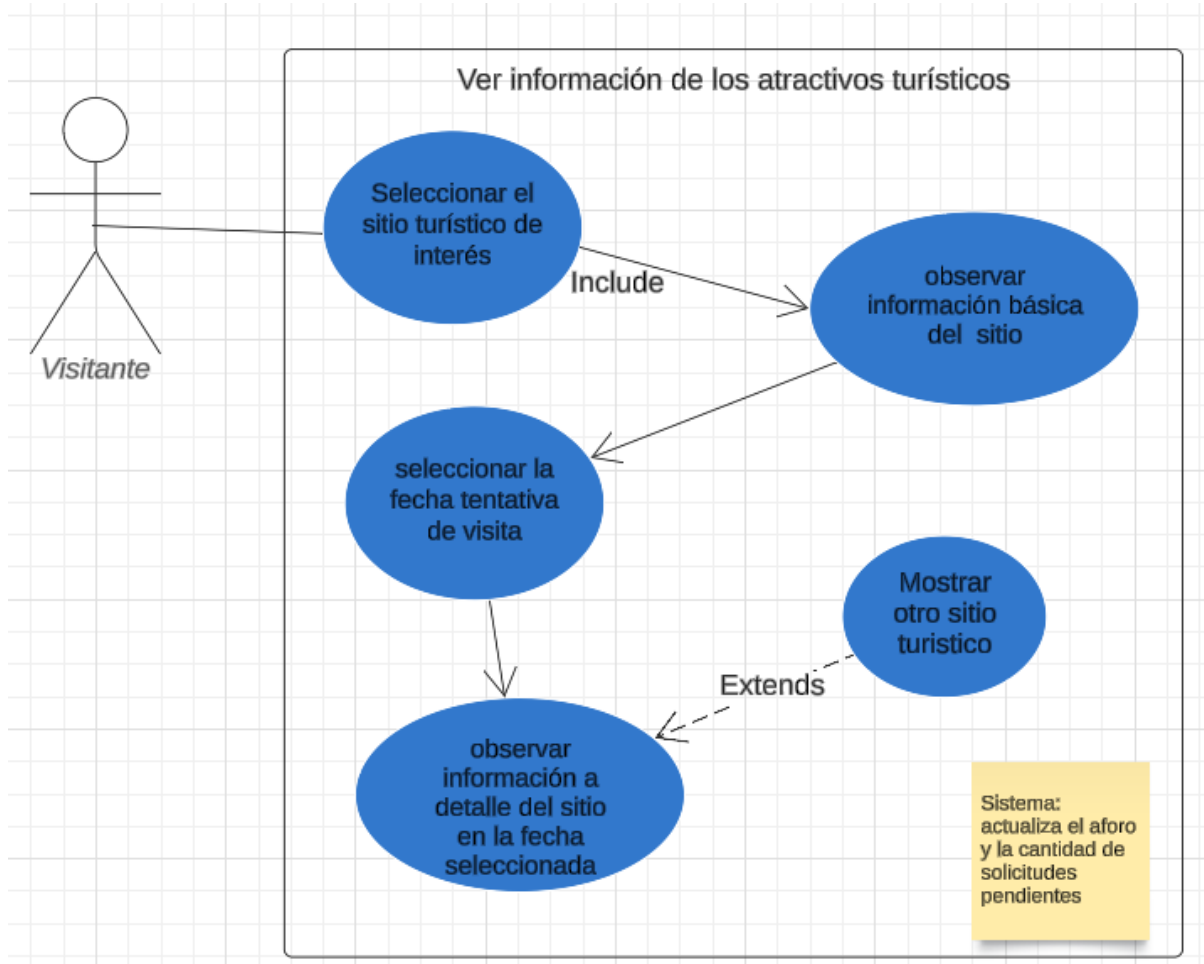 Ver información de los atractivos turísticos
Seleccionar el
sitio turístico de
interés
Include
observar
información básica
del sitio
Visitante
seleccionar la
fecha tentativa
de visita
Mostrar
otro sitio
turistico
Extends
observar
información a
detalle del sitio
en la fecha
seleccionada
Sistema:
actualiza el aforo
y la cantidad de
solicitudes
pendientes